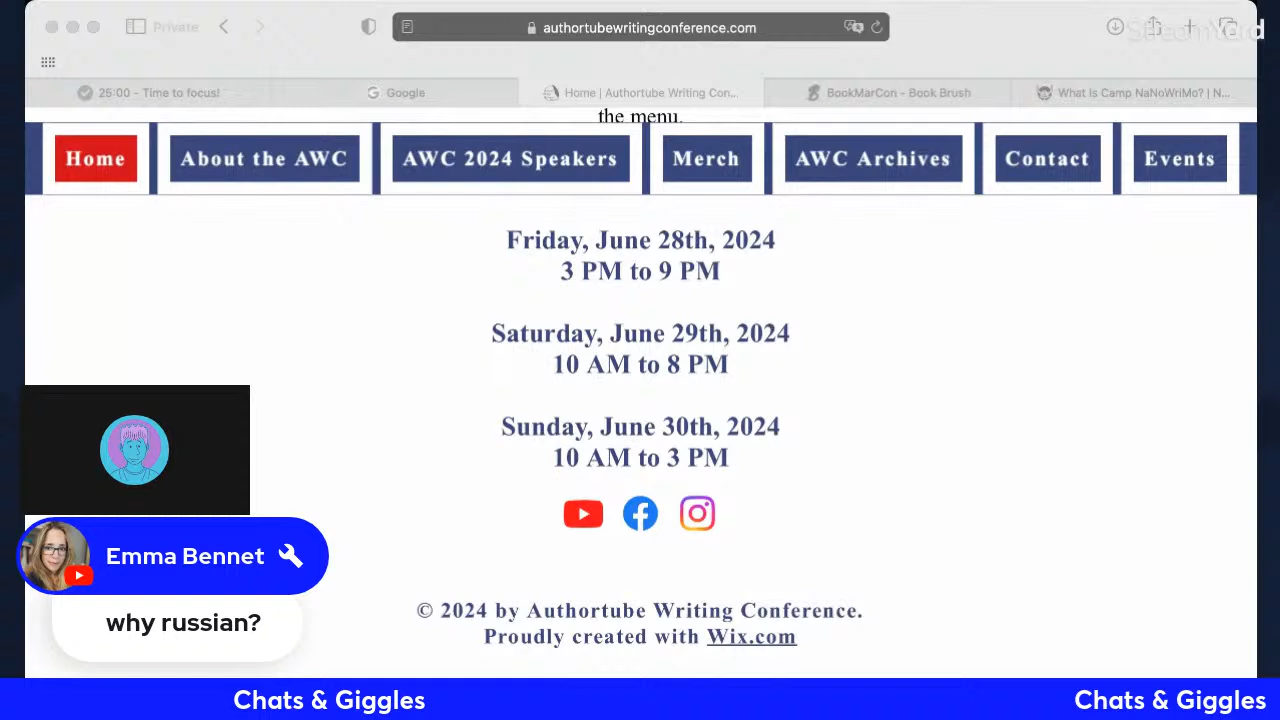 Private
authortubewritingconference.com
StreamYard
25:00 - Time to focus!
Google
Home | Authortube Writing Con...
BookMarCon - Book Brush
What Is Camp NaNoWriMo? | N...
the menu.
Home
About the AWC
AWC 2024 Speakers
Merch
AWC Archives
Contact
Events
Friday, June 28th, 2024
3 PM to 9 PM
Saturday, June 29th, 2024
10 AM to 8 PM
Sunday, June 30th, 2024
10 AM to 3 PM
Emma Bennet
why russian?
© 2024 by Authortube Writing Conference.
Proudly created with Wix.com
Chats & Giggles
Chats & Giggles